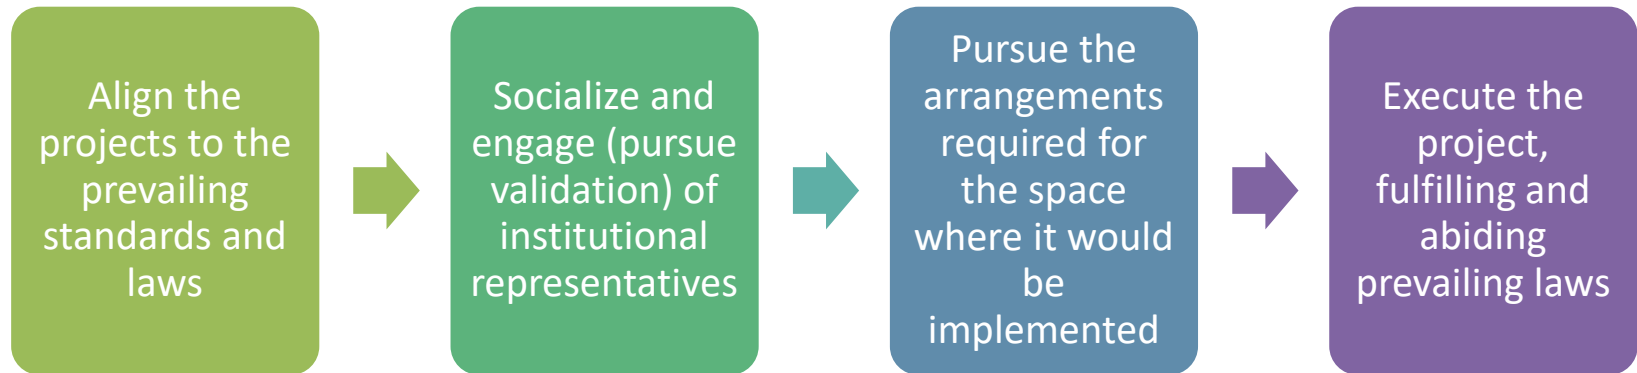 Align the
projects to the
prevailing
standards and
laws
Socialize and
engage (pursue
validation) of
institutional
representatives
Pursue the
arrangements
required for
the space
where it would
be
implemented
Execute the
project,
fulfilling and
abiding
prevailing laws